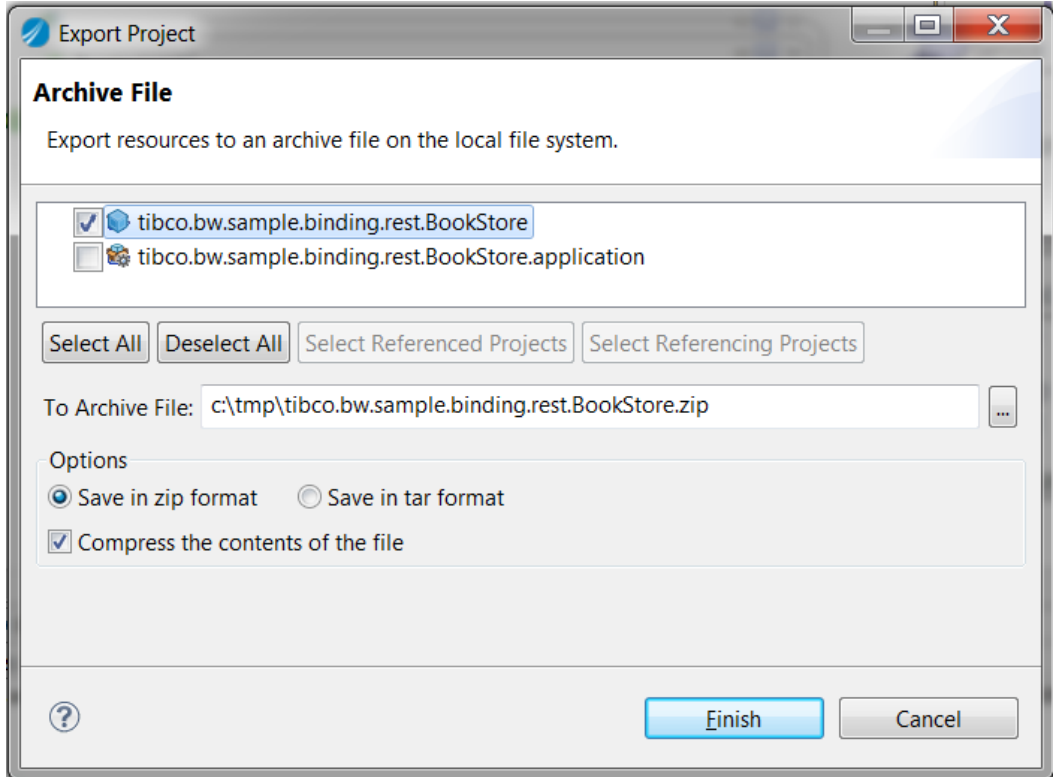 Export Project
Archive File
Export resources to an archive file on the local file system.
tibco.bw.sample.binding.rest.BookStore
tibco.bw.sample.binding.rest.BookStore.application
Select All Deselect All Select Referenced Projects Select Referencing Projects
To Archive File: c:\tmp\tibco.bw.sample.binding.rest.BookStore.zip ...
Options
Save in zip format Save in tar format
Compress the contents of the file
? Finish Cancel